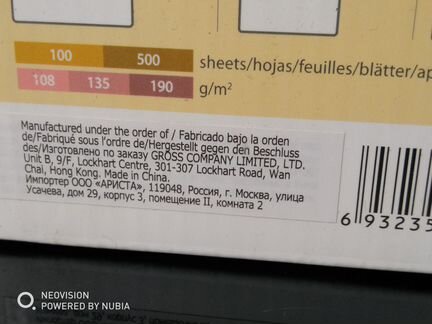 100 500 sheets/hojas/feuilles/blätter/
108 135 190 g/m²
Manufactured under the order of / Fabricado bajo la orden
de/Fabriqué sous l'ordre de/Hergestellt gegen den Beschluss
des/Изготовлено по заказу GROSS COMPANY LIMITED, LTD.
Unit B, 9/F, Lockhart Centre, 301-307 Lockhart Road, Wan
Chai, Hong Kong. Made in China.
Импортер ООО «АРИСТА», 119048, Россия, г. Москва, улица
Усачева, дом 29, корпус 3, помещение II, комната 2
6 93235
NEOVISION
POWERED BY NUBIA